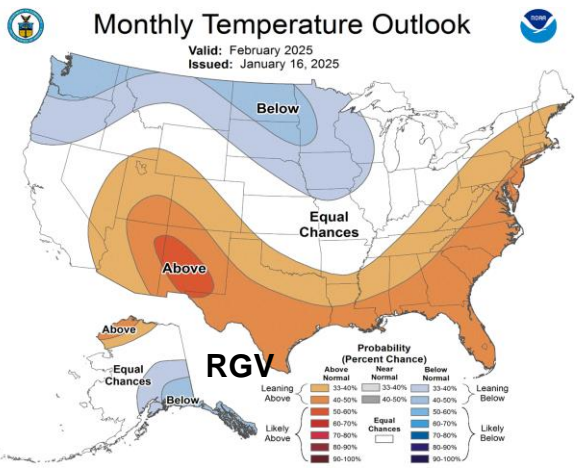 Monthly Temperature Outlook
Valid: February 2025
Issued: January 16, 2025
NOAA
Below
Equal
Chances
Above
Above
Equal
Chances
Below
RGV
Probability
(Percent Chance)
Above
Normal
Near
Normal
Below
Normal
Leaning
Above
33-40%
40-50%
33-40%
40-50%
33-40%
40-50%
Leaning
Below
Likely
Above
50-60%
60-70%
70-80%
80-90%
90-100%
Equal
Chances
50-60%
60-70%
70-80%
80-90%
90-100%
Likely
Below